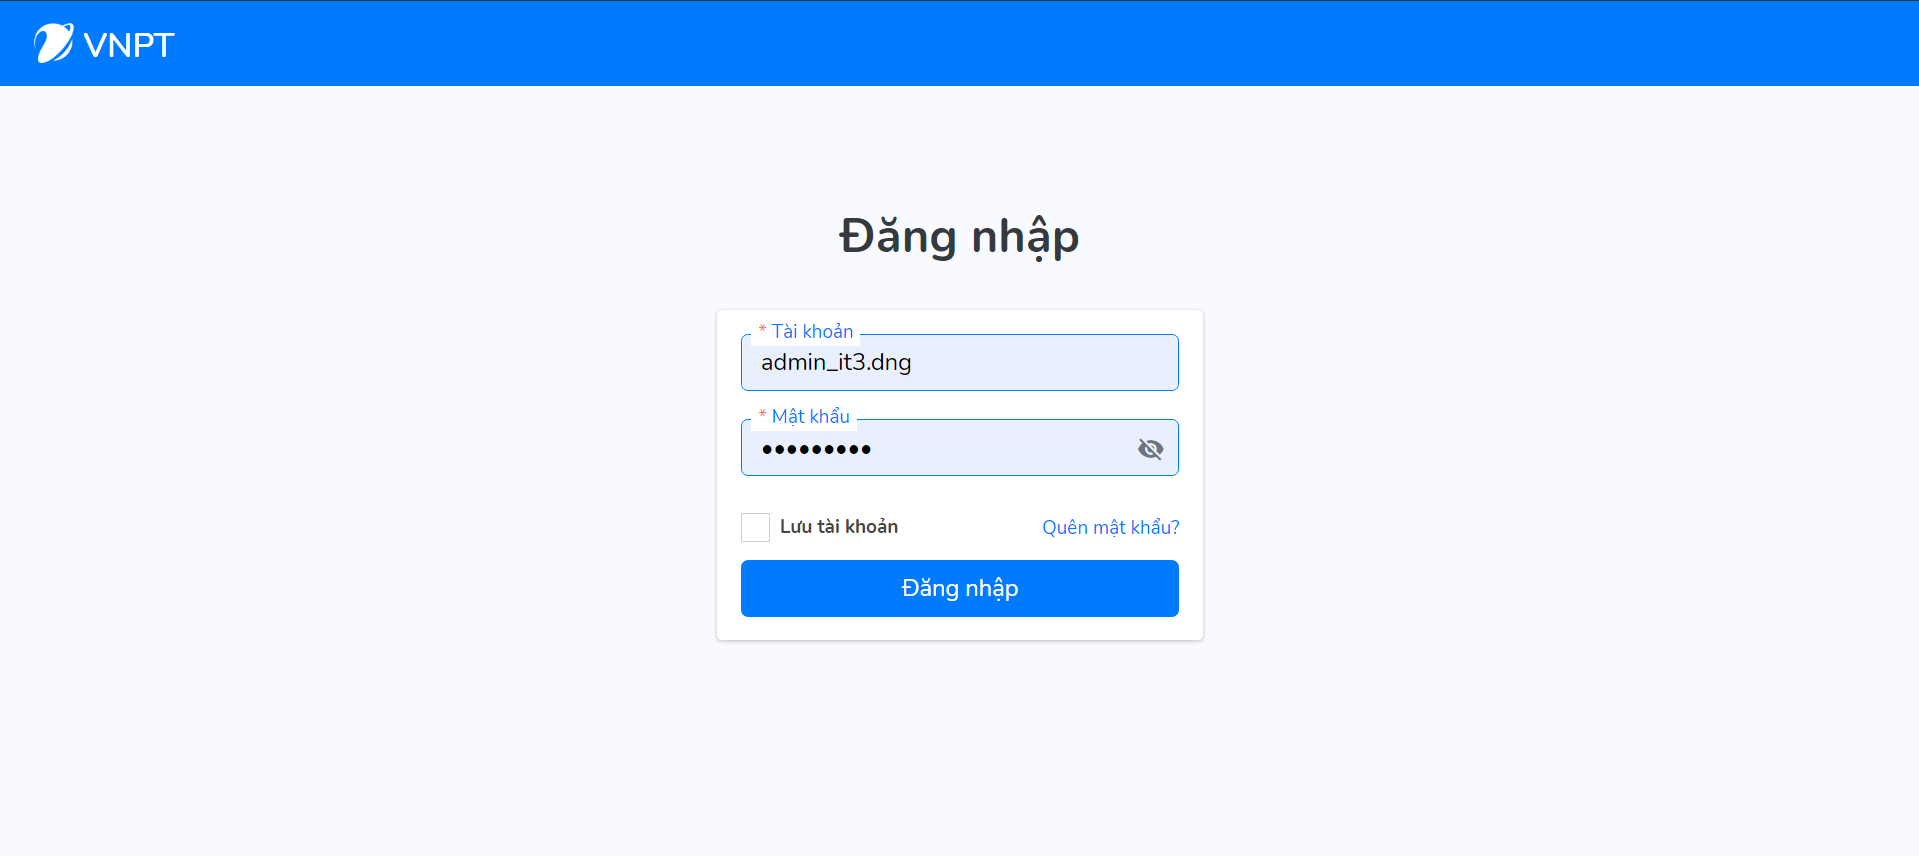 VNPT
Đăng nhập
* Tài khoản
admin_it3.dng
* Mật khẩu
•••••••••
Lưu tài khoản
Quên mật khẩu?
Đăng nhập